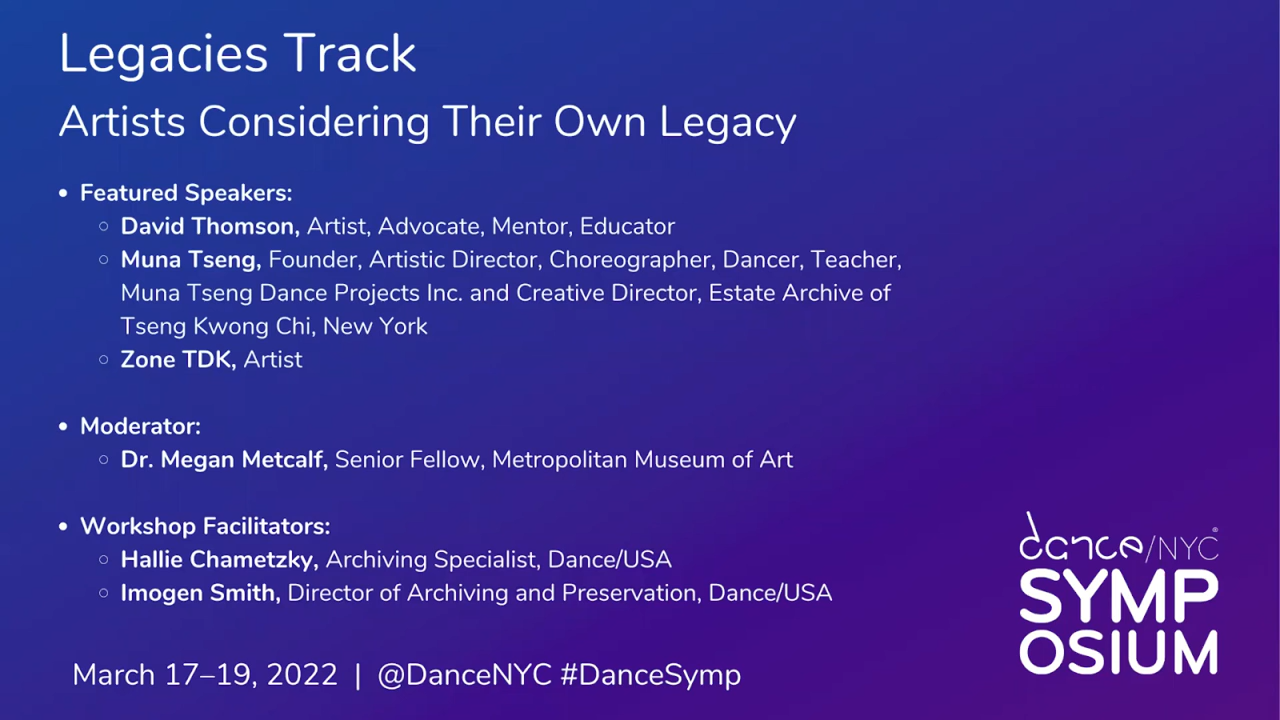 Legacies Track
Artists Considering Their Own Legacy
• Featured Speakers:
○ David Thomson, Artist, Advocate, Mentor, Educator
○ Muna Tseng, Founder, Artistic Director, Choreographer, Dancer, Teacher,
Muna Tseng Dance Projects Inc. and Creative Director, Estate Archive of
Tseng Kwong Chi, New York
○ Zone TDK, Artist
• Moderator:
○ Dr. Megan Metcalf, Senior Fellow, Metropolitan Museum of Art
• Workshop Facilitators:
○ Hallie Chametzky, Archiving Specialist, Dance/USA
○ Imogen Smith, Director of Archiving and Preservation, Dance/USA
March 17–19, 2022 | @DanceNYC #DanceSymp
dance/NYC®
SYMP
OSIUM